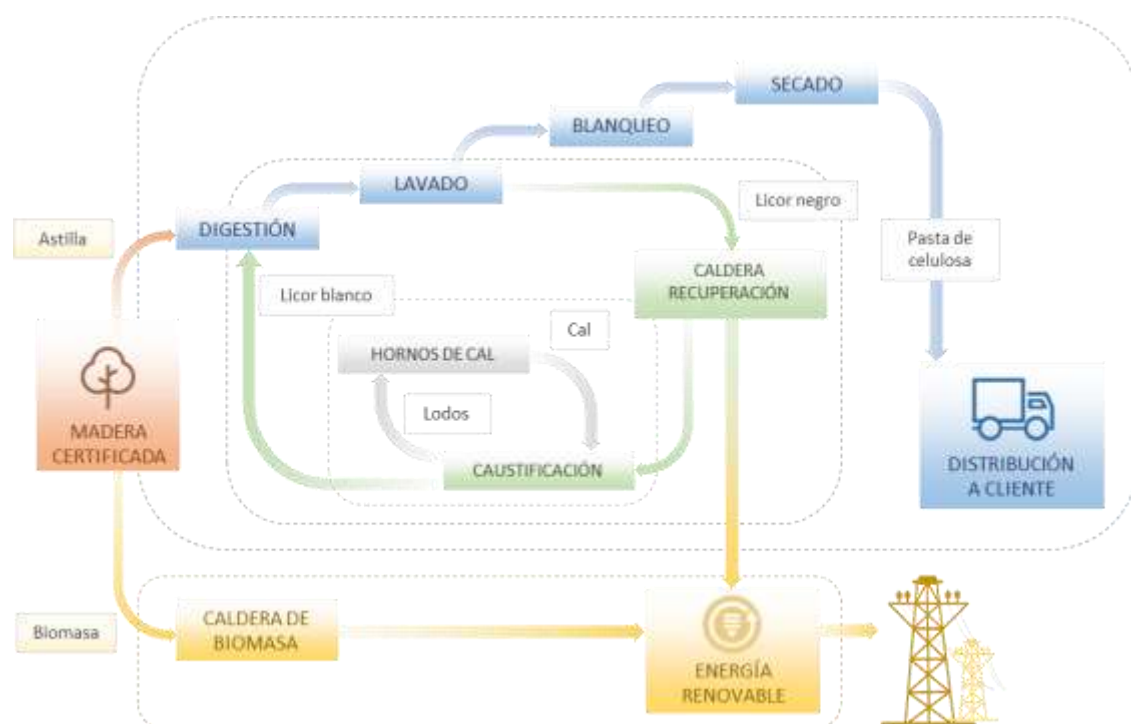 SECADO
BLANQUEO
LAVADO
Licor negro
DIGESTIÓN
Astilla
Pasta de
celulosa
CALDERA
RECUPERACIÓN
Licor blanco
Cal
HORNOS DE CAL
Lodos
MADERA
CERTIFICADA
CAUSTIFICACIÓN
DISTRIBUCIÓN
A CLIENTE
Biomasa
CALDERA DE
BIOMASA
ENERGÍA
RENOVABLE